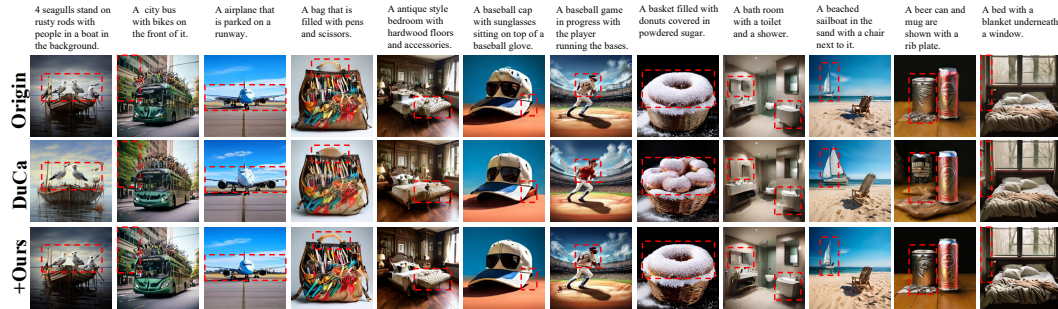 4 seagulls stand on
rusty rods with
people in a boat in
the background.
A city bus
with bikes on
the front of it.
A airplane that
is parked on a
runway.
A bag that is
filled with pens
and scissors.
A antique style
bedroom with
hardwood floors
and accessories.
A baseball cap
with sunglasses
sitting on top of a
baseball glove.
A baseball game
in progress with
the player
running the bases.
A basket filled with
donuts covered in
powdered sugar.
A bath room
with a toilet
and a shower.
A beached
sailboat in the
sand with a chair
next to it.
A beer can and
mug are
shown with a
rib plate.
A bed with a
blanket underneath
a window.
Origin
DuCa
+Ours